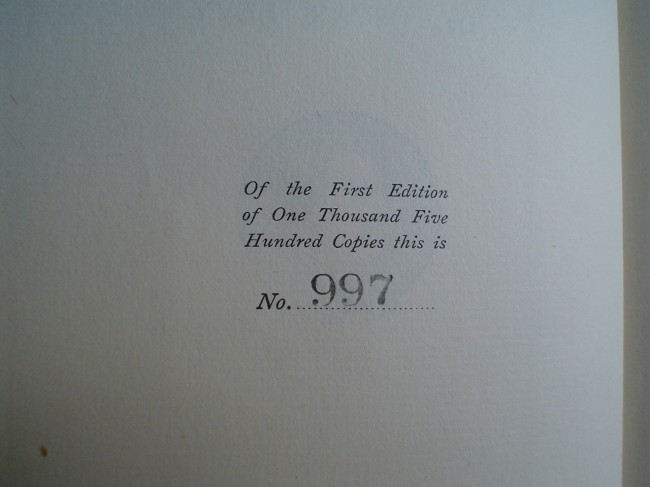 Of the First Edition
of One Thousand Five
Hundred Copies this is
No. 997